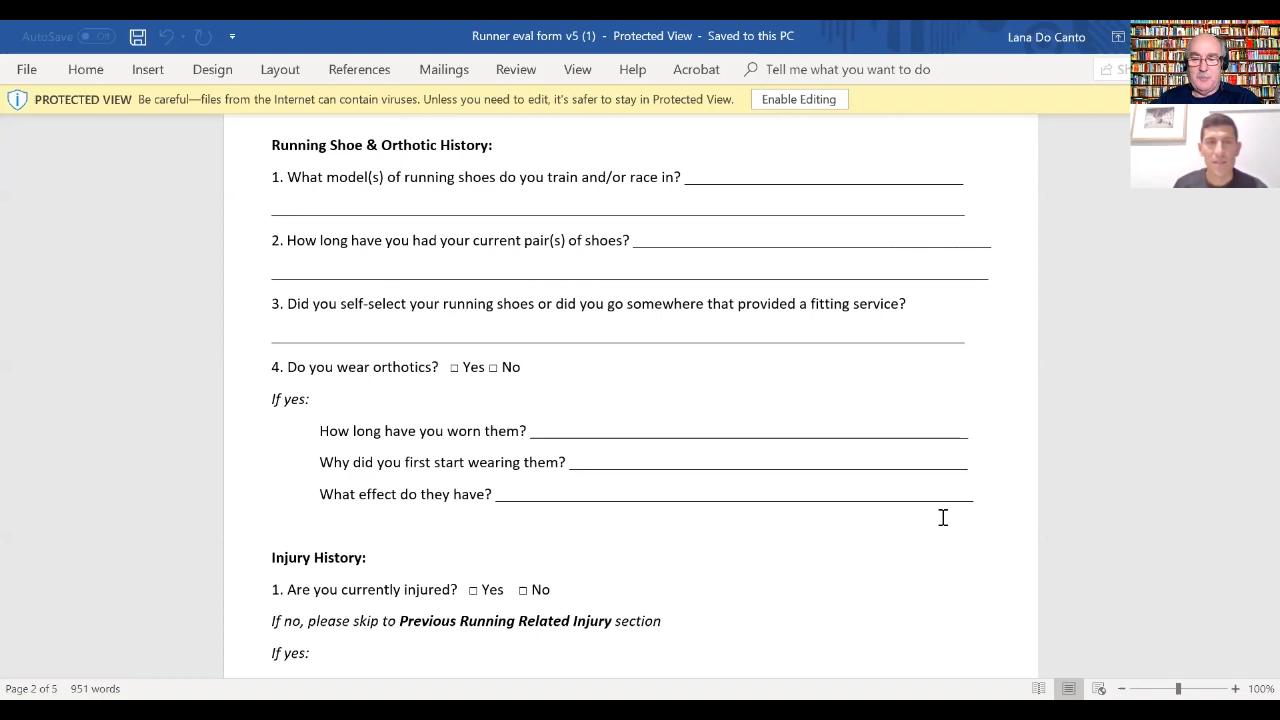 AutoSave Off
Runner eval form v5 (1) - Protected View - Saved to this PC
Lana Do Canto
File Home Insert Design Layout References Mailings Review View Help Acrobat Tell me what you want to do
PROTECTED VIEW Be careful—files from the Internet can contain viruses. Unless you need to edit, it's safer to stay in Protected View. Enable Editing
Running Shoe & Orthotic History:
1. What model(s) of running shoes do you train and/or race in?
2. How long have you had your current pair(s) of shoes?
3. Did you self-select your running shoes or did you go somewhere that provided a fitting service?
4. Do you wear orthotics? □ Yes □ No
If yes:
How long have you worn them?
Why did you first start wearing them?
What effect do they have?
Injury History:
1. Are you currently injured? □ Yes □ No
If no, please skip to Previous Running Related Injury section
If yes:
Page 2 of 5 951 words
100%